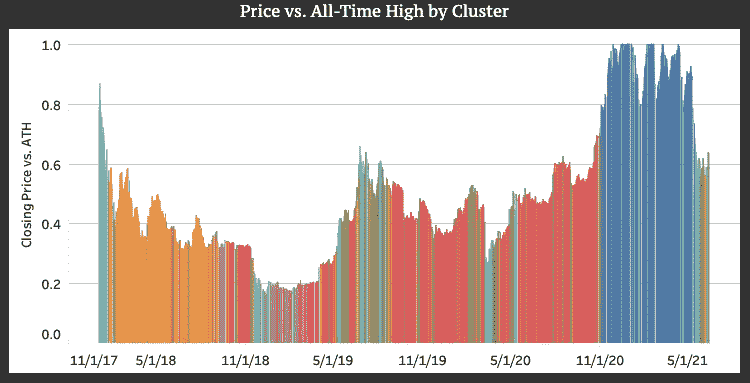 Price vs. All-Time High by Cluster
Closing Price vs. ATH
1.0
0.8
0.6
0.4
0.2
0.0
11/1/17 5/1/18 11/1/18 5/1/19 11/1/19 5/1/20 11/1/20 5/1/21